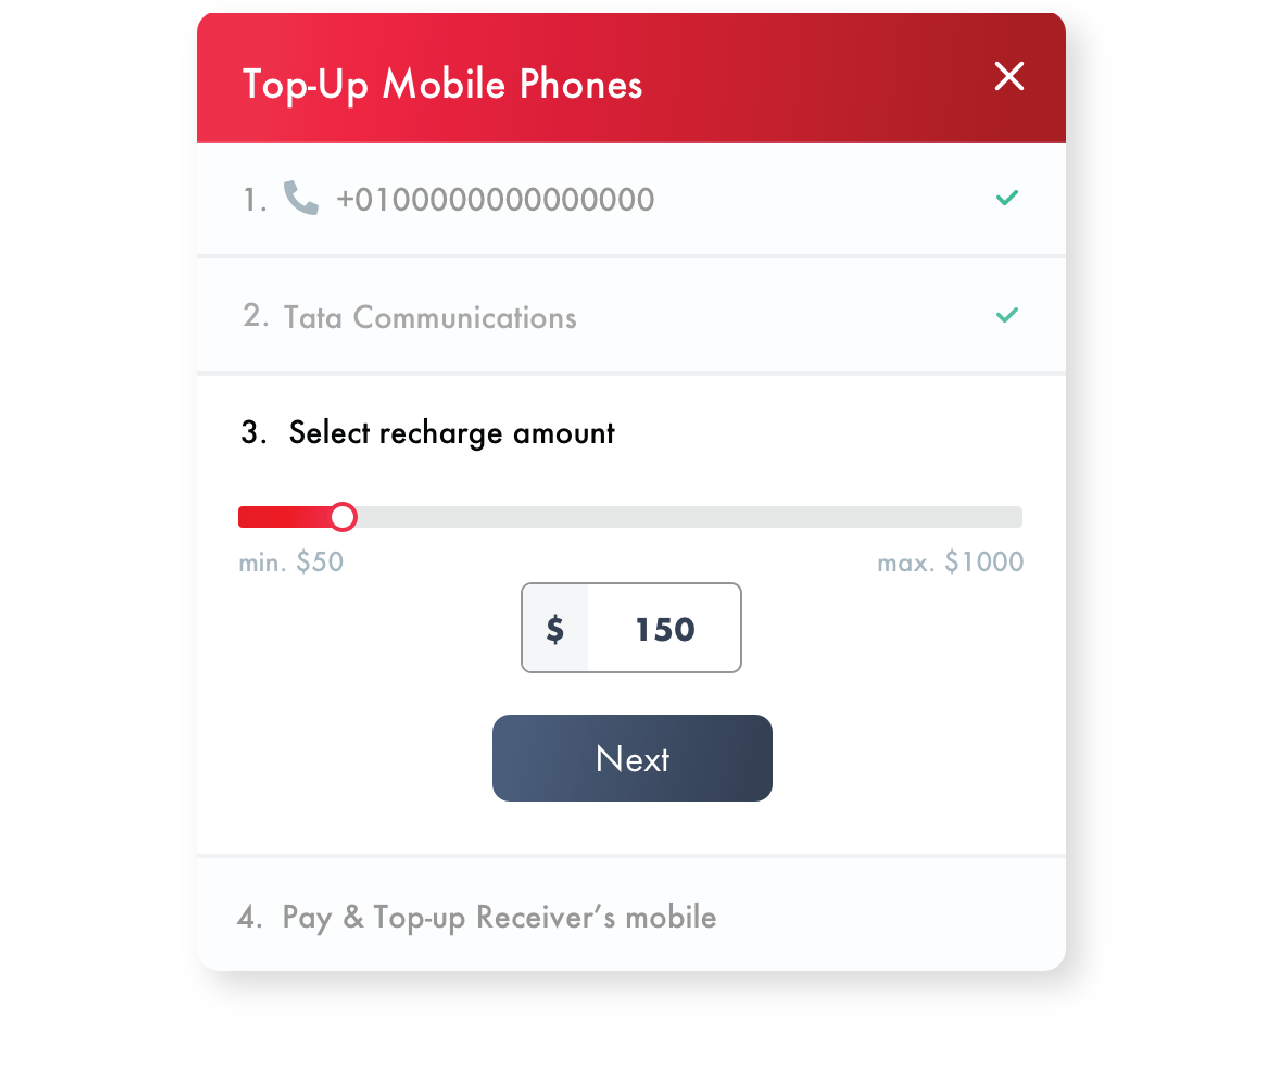 Top-Up Mobile Phones
1. +0100000000000000
2. Tata Communications
3. Select recharge amount
min. $50 max. $1000
$ 150
Next
4. Pay & Top-up Receiver’s mobile